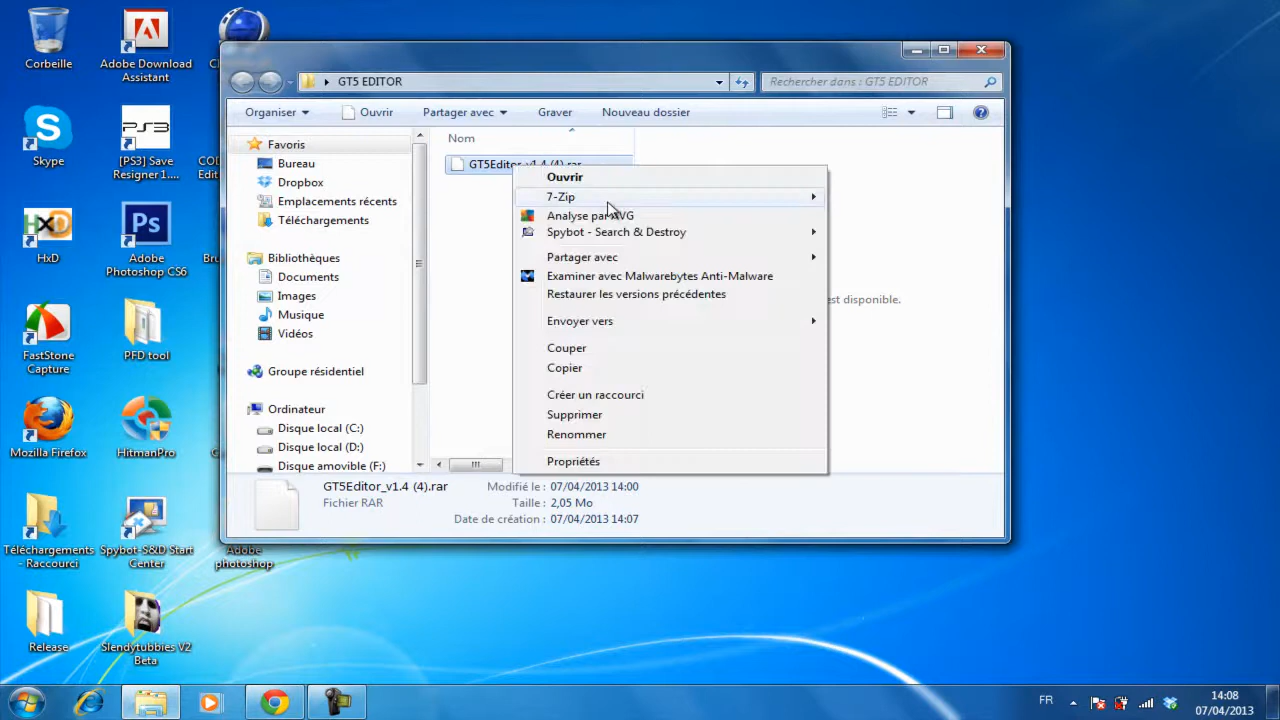 Corbeille
Adobe Download
Assistant
Skype
PS3
[PS3] Save
Resigner 1....
HxD
HxD
Ps
Adobe
Photoshop CS6
FastStone
Capture
PFD tool
Mozilla Firefox
HitmanPro
Téléchargements
- Raccourci
Spybot-S&D Start
Center
Adobe
photoshop
Release
Slendytubbies V2
Beta
GT5 EDITOR
Rechercher dans : GT5 EDITOR
Organiser
Ouvrir
Partager avec
Graver
Nouveau dossier
Favoris
Bureau
Dropbox
Emplacements récents
Téléchargements
Bibliothèques
Documents
Images
Musique
Vidéos
Groupe résidentiel
Ordinateur
Disque local (C:)
Disque local (D:)
Disque amovible (F:)
Nom
GT5Editor_v1.4 (4).rar
Ouvrir
7-Zip
Analyse par AVG
Spybot - Search & Destroy
Partager avec
Examiner avec Malwarebytes Anti-Malware
Restaurer les versions précédentes
Envoyer vers
Couper
Copier
Créer un raccourci
Supprimer
Renommer
Propriétés
est disponible.
GT5Editor_v1.4 (4).rar
Fichier RAR
Modifié le : 07/04/2013 14:00
Taille : 2,05 Mo
Date de création : 07/04/2013 14:07
FR
14:08
07/04/2013